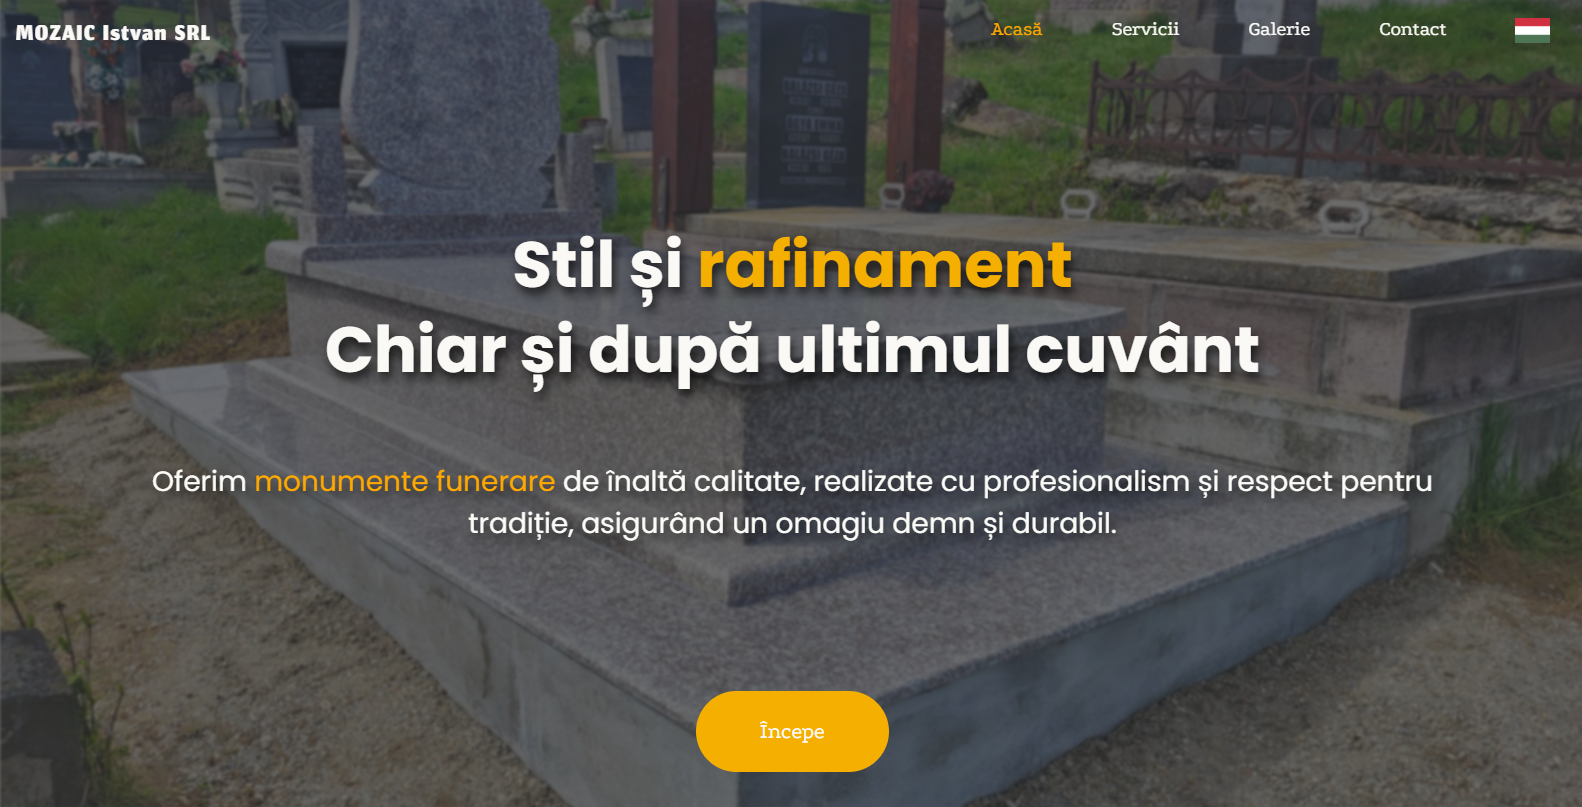 MOZAIC Istvan SRL
Acasă Servicii Galerie Contact
Stil și rafinament
Chiar și după ultimul cuvânt
Oferim monumente funerare de înaltă calitate, realizate cu profesionalism și respect pentru
tradiție, asigurând un omagiu demn și durabil.
Începe